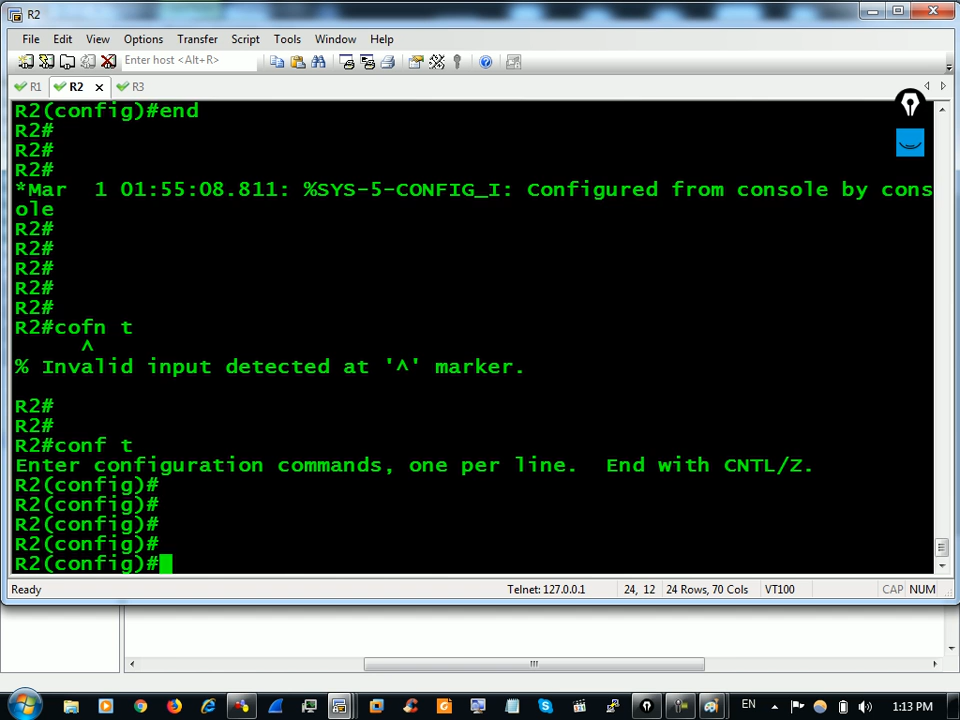 R2
File Edit View Options Transfer Script Tools Window Help
Enter host <Alt+R>
R1 R2 R3
R2(config)#end
R2#
R2#
R2#
*Mar  1 01:55:08.811: %SYS-5-CONFIG_I: Configured from console by cons
ole
R2#
R2#
R2#
R2#
R2#
R2#cofn t
      ^
% Invalid input detected at '^' marker.
R2#
R2#
R2#conf t
Enter configuration commands, one per line.  End with CNTL/Z.
R2(config)#
R2(config)#
R2(config)#
R2(config)#
R2(config)#
Ready Telnet: 127.0.0.1 24, 12 24 Rows, 70 Cols VT100 CAP NUM
EN 1:13 PM